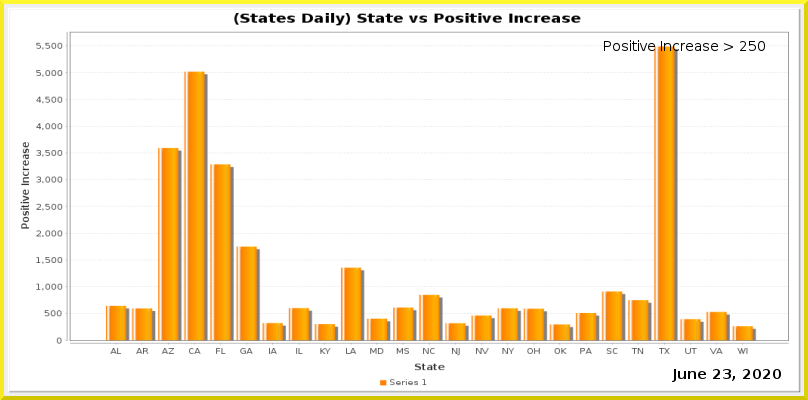 (States Daily) State vs Positive Increase
Positive Increase > 250
5,500
5,000
4,500
4,000
3,500
3,000
2,500
2,000
1,500
1,000
500
0
Positive Increase
AL AR AZ CA FL GA IA IL KY LA MD MS NC NJ NV NY OH OK PA SC TN TX UT VA WI
State
Series 1
June 23, 2020